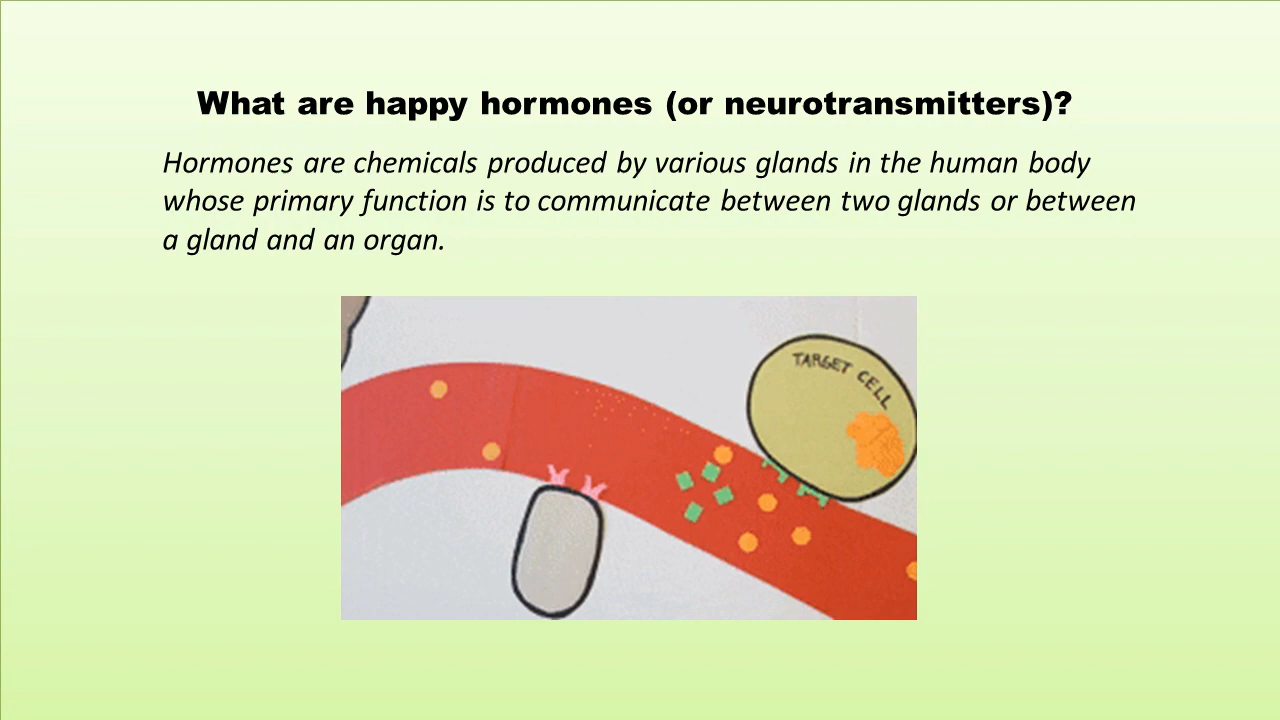 What are happy hormones (or neurotransmitters)?
Hormones are chemicals produced by various glands in the human body
whose primary function is to communicate between two glands or between
a gland and an organ.
TARGET CELL